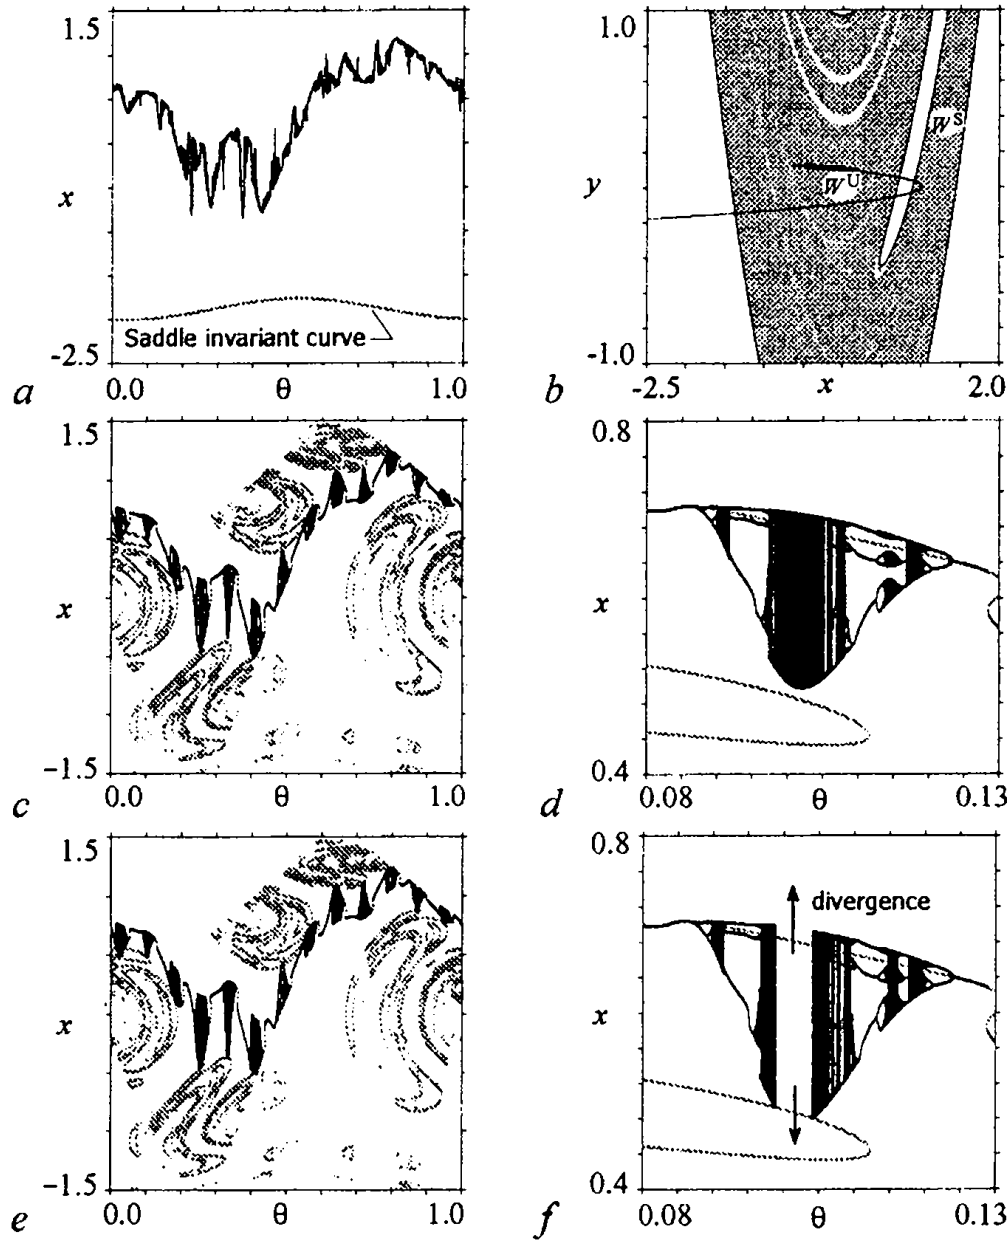 1.5
x
Saddle invariant curve
-2.5
0.0 θ 1.0
a
1.0
y
W^S
W^U
-1.0
-2.5 x 2.0
b
1.5
x
-1.5
0.0 θ 1.0
c
0.8
x
0.4
0.08 θ 0.13
d
1.5
x
-1.5
0.0 θ 1.0
e
0.8
divergence
x
0.4
0.08 θ 0.13
f